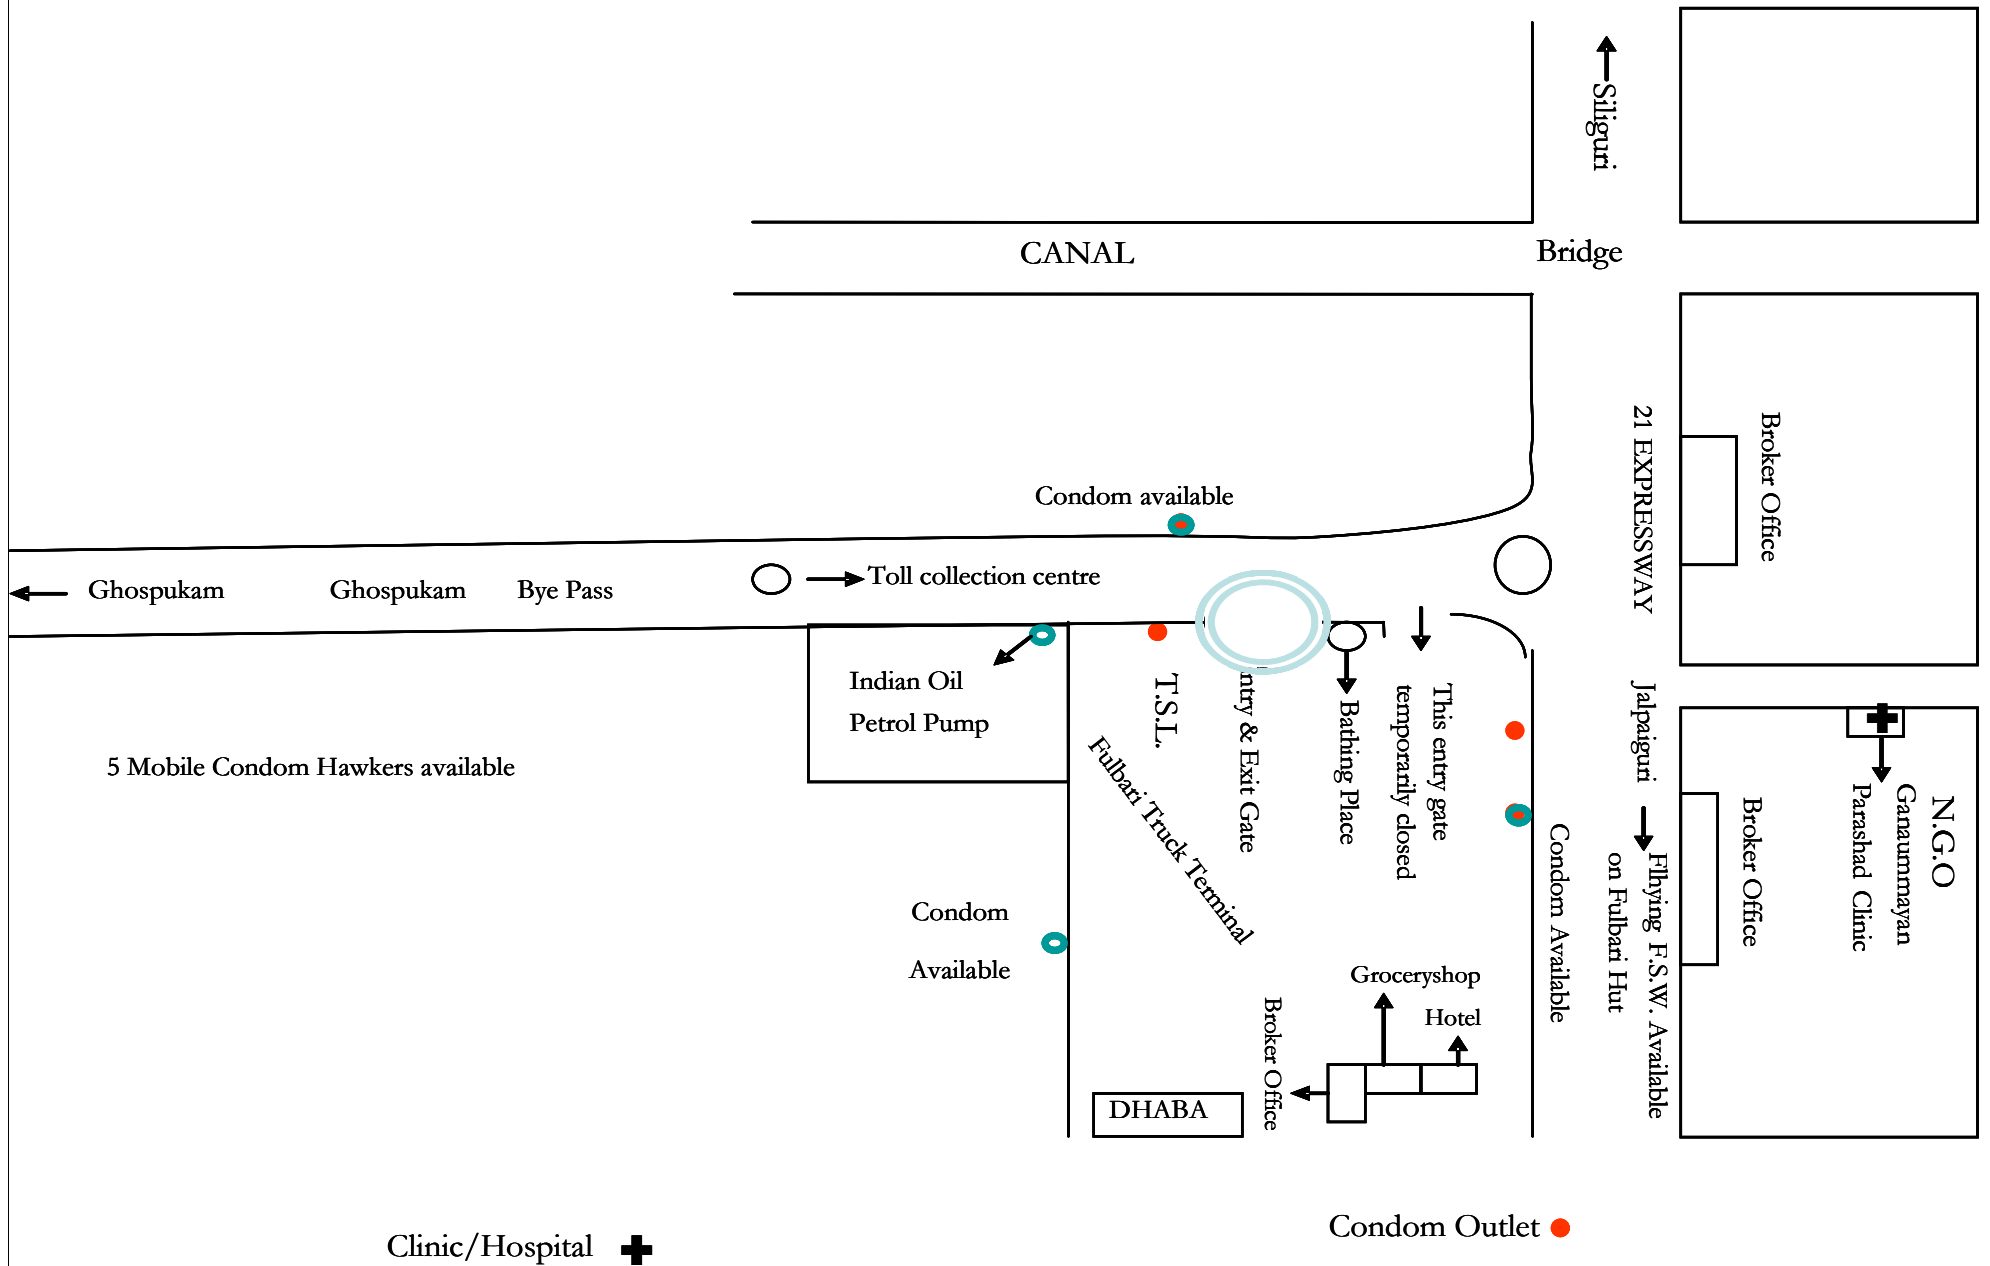 Siliguri
CANAL
Bridge
21 EXPRESSWAY
Broker Office
Condom available
Toll collection centre
Ghospukam
Ghospukam
Bye Pass
Indian Oil
Petrol Pump
T.S.L.
ntry & Exit Gate
Bathing Place
This entry gate
temporarily closed
Jalpaiguri
Fulbari Truck Terminal
5 Mobile Condom Hawkers available
N.G.O
Ganaummayan
Parashad Clinic
Broker Office
Condom Available
Flhying F.S.W. Available
on Fulbari Hut
Condom
Available
Groceryshop
Hotel
Broker Office
DHABA
Condom Outlet
Clinic/Hospital